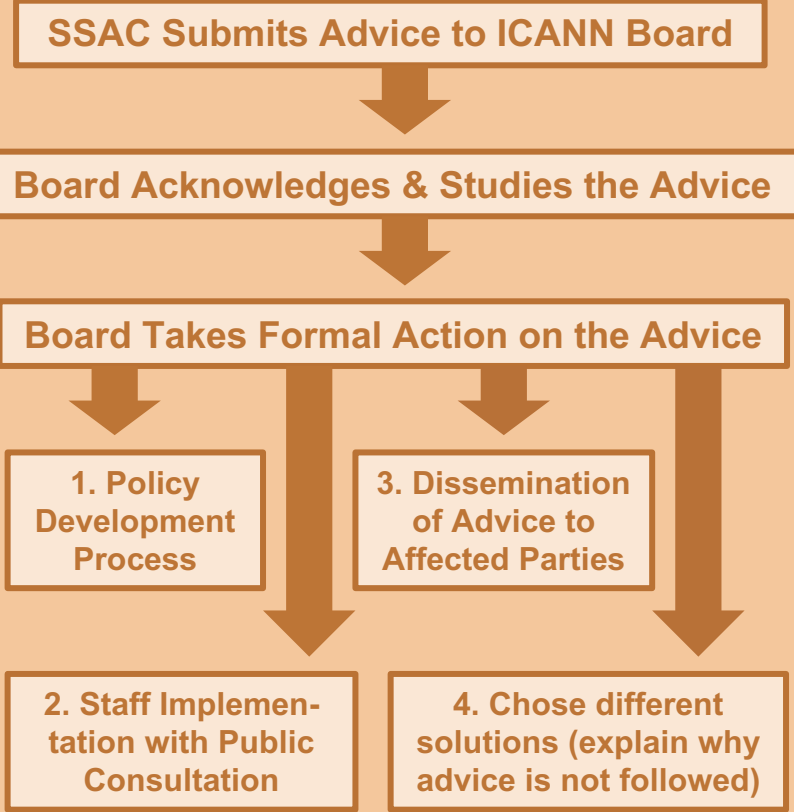 SSAC Submits Advice to ICANN Board
Board Acknowledges & Studies the Advice
Board Takes Formal Action on the Advice
1. Policy
Development
Process
3. Dissemination
of Advice to
Affected Parties
2. Staff Implemen-
tation with Public
Consultation
4. Chose different
solutions (explain why
advice is not followed)